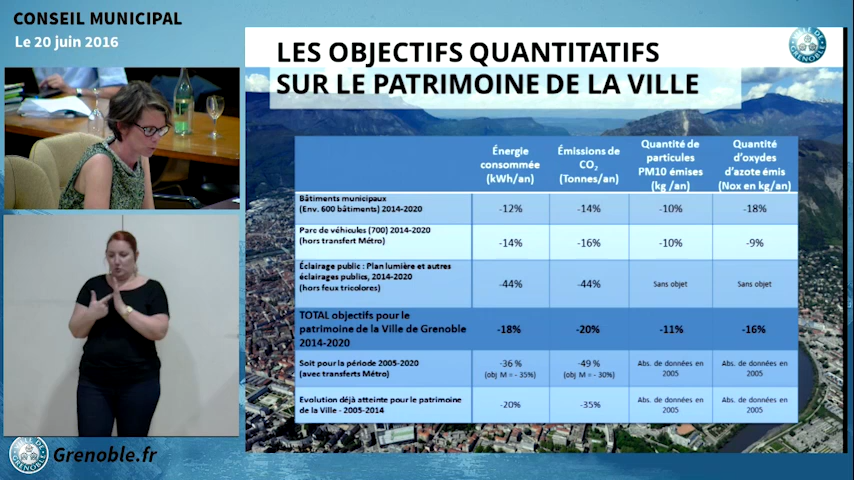 CONSEIL MUNICIPAL
Le 20 juin 2016
LES OBJECTIFS QUANTITATIFS
SUR LE PATRIMOINE DE LA VILLE
Énergie consommée (kWh/an)
Émissions de CO2 (Tonnes/an)
Quantité de particules PM10 émises (kg /an)
Quantité d'oxydes d'azote émis (Nox en kg/an)
Bâtiments municipaux
(Env. 600 bâtiments) 2014-2020
-12% -14% -10% -18%
Parc de véhicules (700) 2014-2020
(hors transfert Métro)
-14% -16% -10% -9%
Éclairage public : Plan lumière et autres
éclairages publics, 2014-2020
(hors feux tricolores)
-44% -44% Sans objet Sans objet
TOTAL objectifs pour le
patrimoine de la Ville de Grenoble
2014-2020
-18% -20% -11% -16%
Soit pour la période 2005-2020
(avec transferts Métro)
-36 %
(obj M = - 35%)
-49 %
(obj M = - 30%)
Abs. de données en
2005
Abs. de données en
2005
Evolution déjà atteinte pour le patrimoine
de la Ville - 2005-2014
-20% -35%
Abs. de données en
2005
Abs. de données en
2005
Grenoble.fr